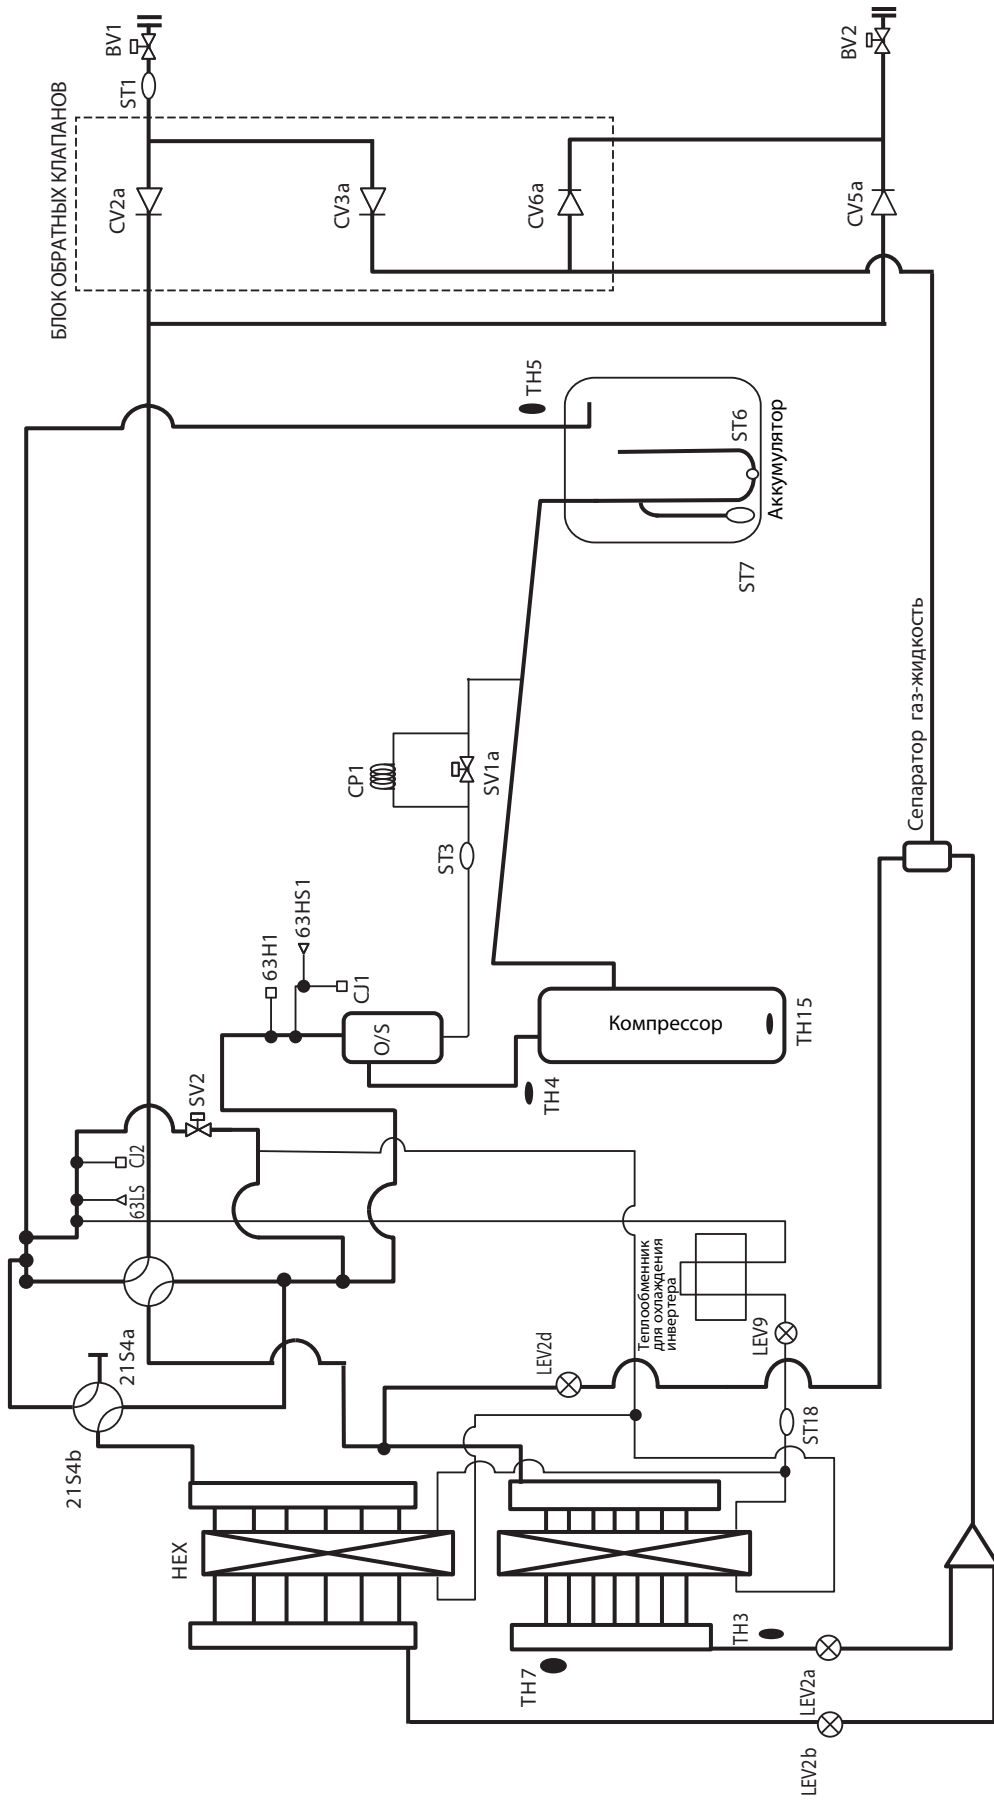 BV1
ST1
БЛОК ОБРАТНЫХ КЛАПАНОВ
CV2a
CV3a
CV6a
CV5a
BV2
TH5
ST6
Аккумулятор
ST7
CP1
SV1a
ST3
Сепаратор газ-жидкость
63H1
63HS1
CJ1
O/S
Компрессор
TH15
TH4
SV2
CJ2
63LS
Теплообменник
для охлаждения
инвертера
LEV9
LEV2d
21S4a
21S4b
ST18
HEX
TH3
TH7
LEV2a
LEV2b